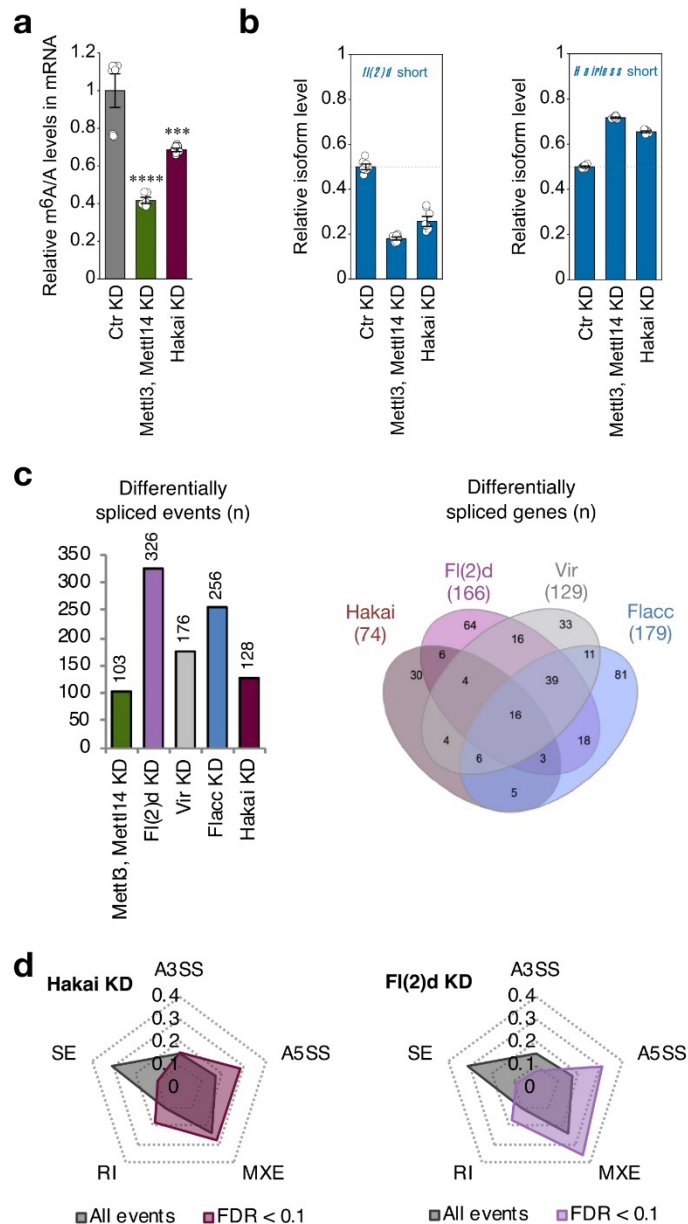 a
Relative m⁶A/A levels in mRNA
1.2
1
0.8
0.6
0.4
0.2
0
****
***
Ctr KD
Mettl3, Mettl14 KD
Hakai KD
b
Relative isoform level
1
0.8
0.6
0.4
0.2
0
fl(2)d short
Ctr KD
Mettl3, Mettl14 KD
Hakai KD
Relative isoform level
1
0.8
0.6
0.4
0.2
0
Hairless short
Ctr KD
Mettl3, Mettl14 KD
Hakai KD
c
Differentially
spliced events (n)
350
300
250
200
150
100
50
0
103
326
176
256
128
Mettl3, Mettl14 KD
Fl(2)d KD
Vir KD
Flacc KD
Hakai KD
Differentially
spliced genes (n)
Hakai
(74)
Fl(2)d
(166)
Vir
(129)
Flacc
(179)
64
16
33
30
6
4
39
11
81
16
4
6
3
18
5
d
Hakai KD
A3SS
0.4
0.3
0.2
0.1
0
SE
A5SS
RI
MXE
All events
FDR < 0.1
Fl(2)d KD
A3SS
0.4
0.3
0.2
0.1
0
SE
A5SS
RI
MXE
All events
FDR < 0.1